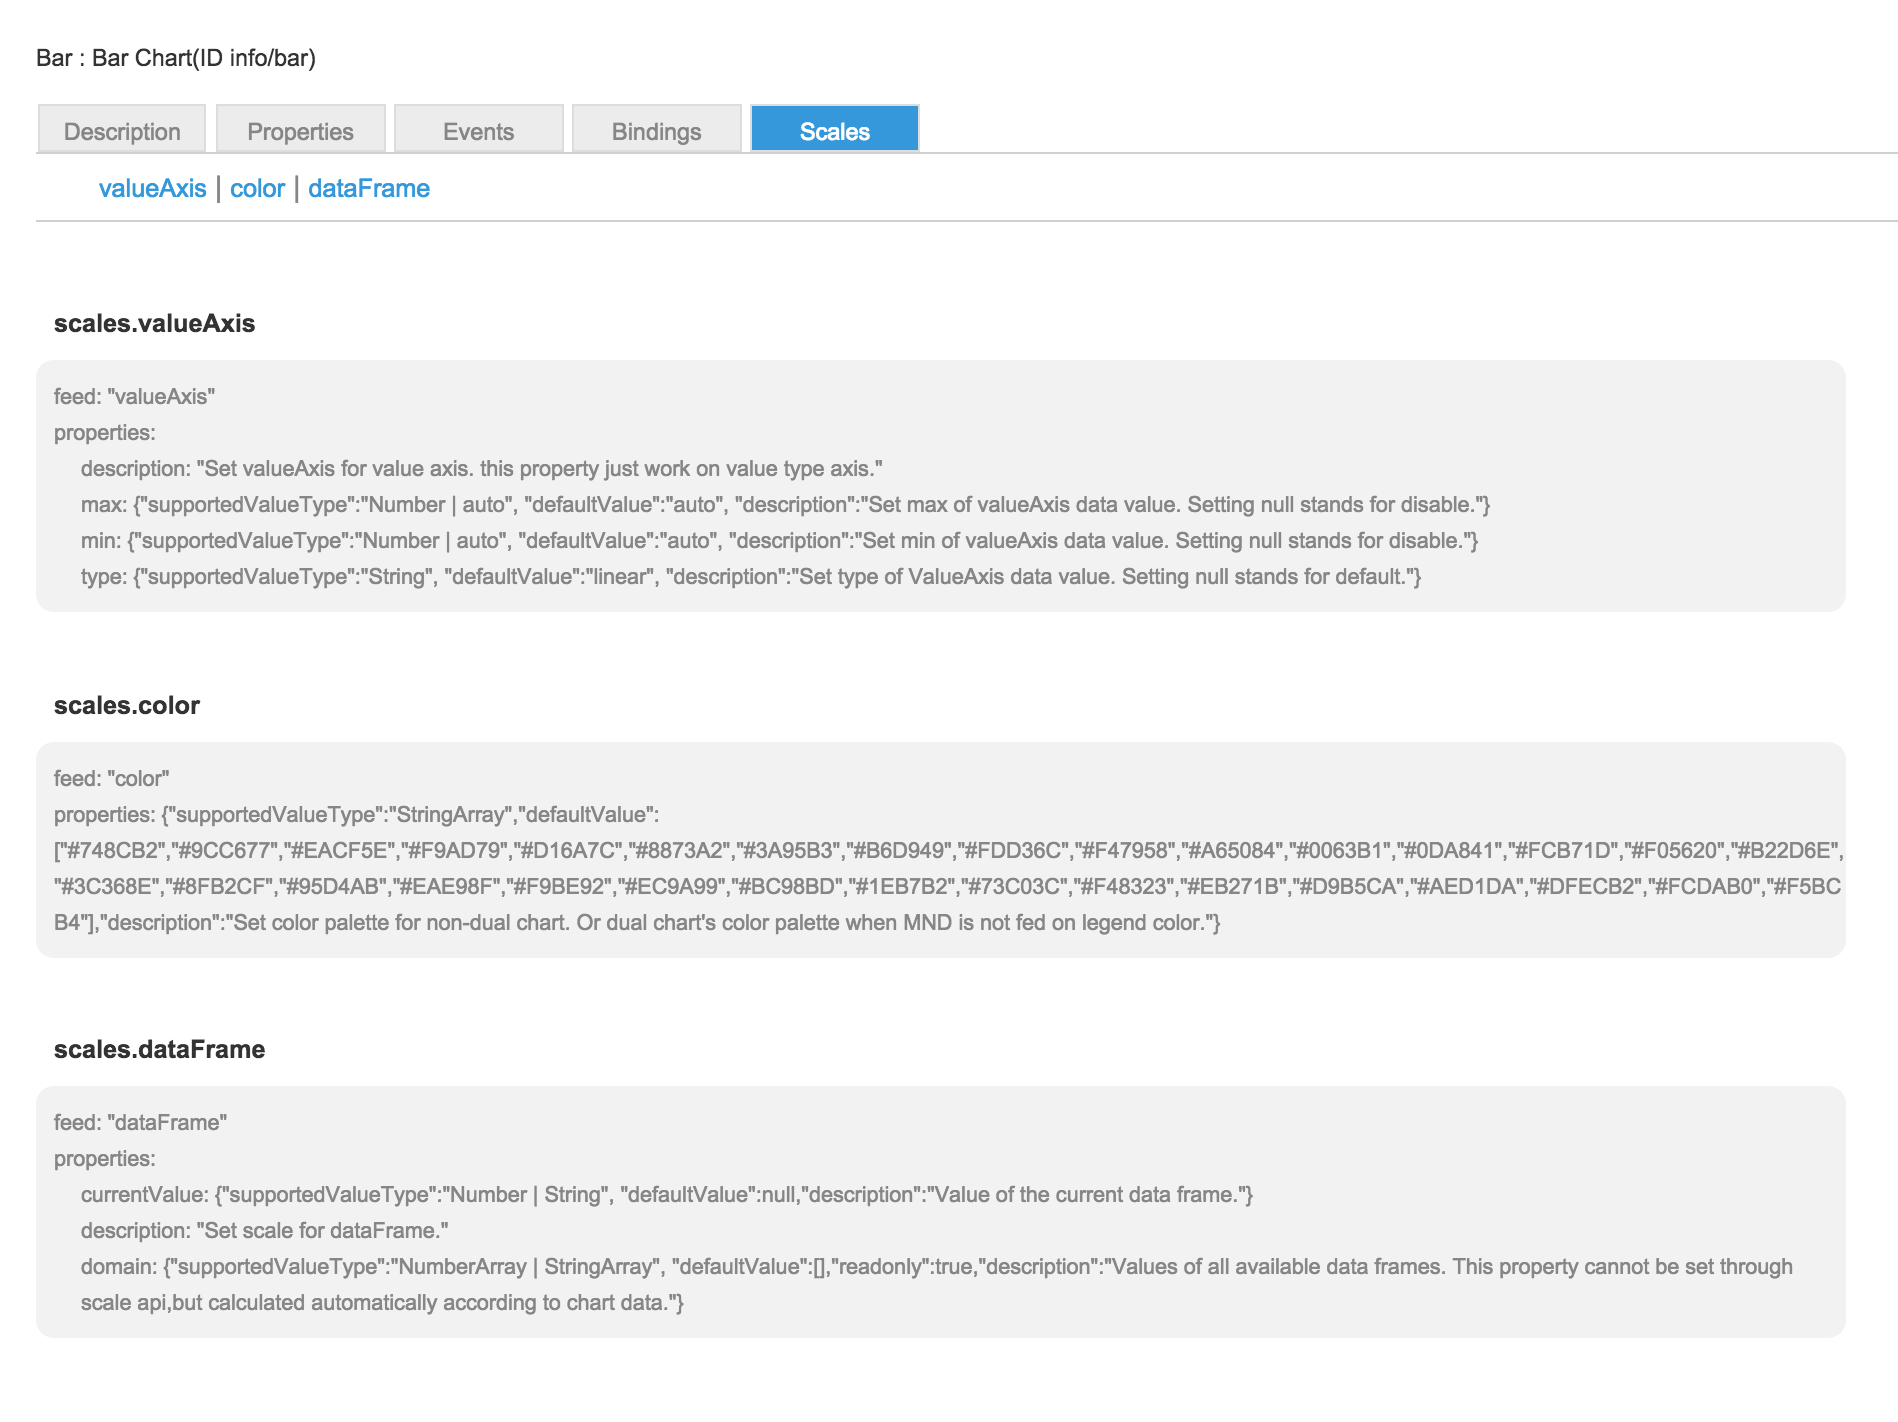 Bar : Bar Chart(ID info/bar)
Description Properties Events Bindings Scales
valueAxis | color | dataFrame
scales.valueAxis
feed: "valueAxis"
properties:
description: "Set valueAxis for value axis. this property just work on value type axis."
max: {"supportedValueType":"Number | auto", "defaultValue":"auto", "description":"Set max of valueAxis data value. Setting null stands for disable."}
min: {"supportedValueType":"Number | auto", "defaultValue":"auto", "description":"Set min of valueAxis data value. Setting null stands for disable."}
type: {"supportedValueType":"String", "defaultValue":"linear", "description":"Set type of ValueAxis data value. Setting null stands for default."}
scales.color
feed: "color"
properties: {"supportedValueType":"StringArray","defaultValue":
["#748CB2","#9CC677","#EACF5E","#F9AD79","#D16A7C","#8873A2","#3A95B3","#B6D949","#FDD36C","#F47958","#A65084","#0063B1","#0DA841","#FCB71D","#F05620","#B22D6E",
"#3C368E","#8FB2CF","#95D4AB","#EAE98F","#F9BE92","#EC9A99","#BC98BD","#1EB7B2","#73C03C","#F48323","#EB271B","#D9B5CA","#AED1DA","#DFECB2","#FCDAB0","#F5BC
B4"],"description":"Set color palette for non-dual chart. Or dual chart's color palette when MND is not fed on legend color."}
scales.dataFrame
feed: "dataFrame"
properties:
currentValue: {"supportedValueType":"Number | String", "defaultValue":null,"description":"Value of the current data frame."}
description: "Set scale for dataFrame."
domain: {"supportedValueType":"NumberArray | StringArray", "defaultValue":[],"readonly":true,"description":"Values of all available data frames. This property cannot be set through
scale api,but calculated automatically according to chart data."}